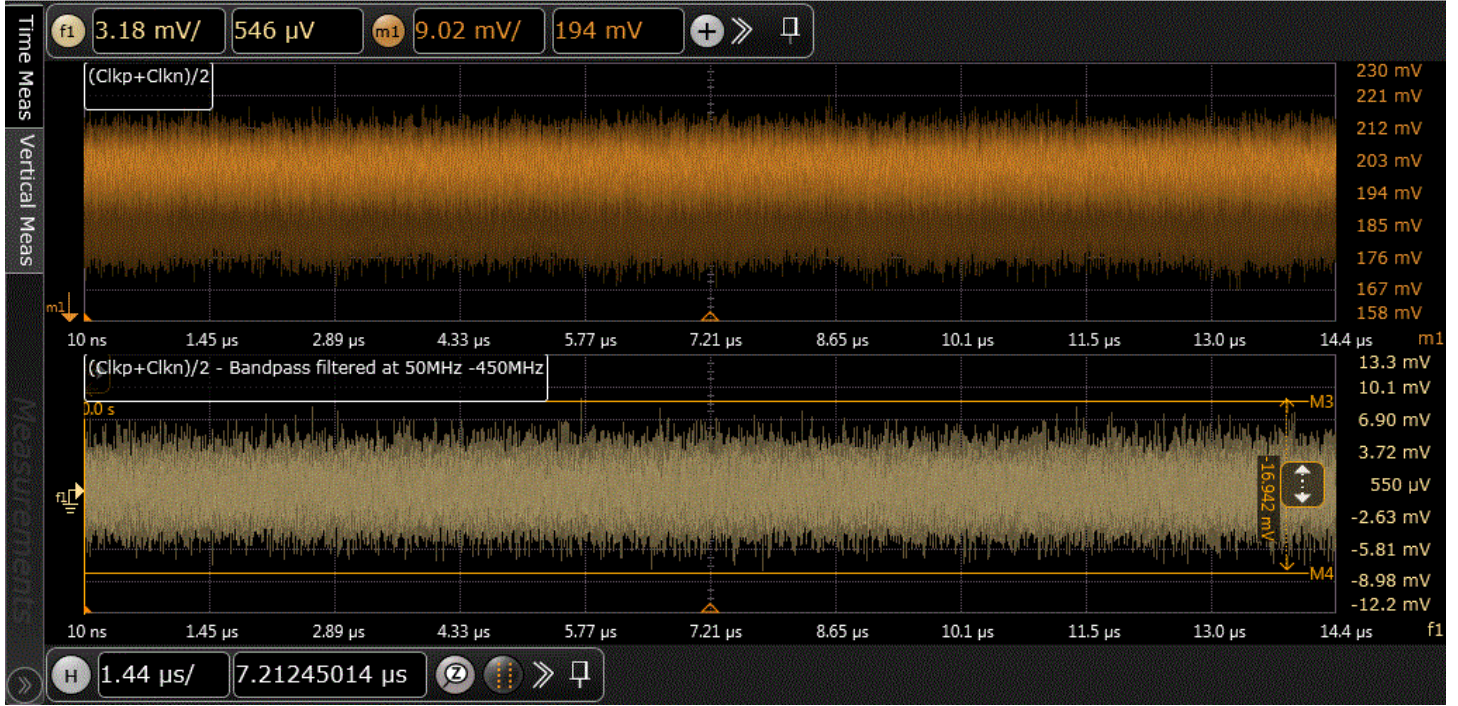 Time Meas
Vertical Meas
Measurements
f1 3.18 mV/ 546 µV m1 9.02 mV/ 194 mV
(Clkp+Clkn)/2
230 mV
221 mV
212 mV
203 mV
194 mV
185 mV
176 mV
167 mV
158 mV
m1
10 ns 1.45 µs 2.89 µs 4.33 µs 5.77 µs 7.21 µs 8.65 µs 10.1 µs 11.5 µs 13.0 µs 14.4 µs m1
(Clkp+Clkn)/2 - Bandpass filtered at 50MHz -450MHz
0.0 s
M3
-16.942 mV
M4
13.3 mV
10.1 mV
6.90 mV
3.72 mV
550 µV
-2.63 mV
-5.81 mV
-8.98 mV
-12.2 mV
f1
10 ns 1.45 µs 2.89 µs 4.33 µs 5.77 µs 7.21 µs 8.65 µs 10.1 µs 11.5 µs 13.0 µs 14.4 µs f1
H 1.44 µs/ 7.21245014 µs Z